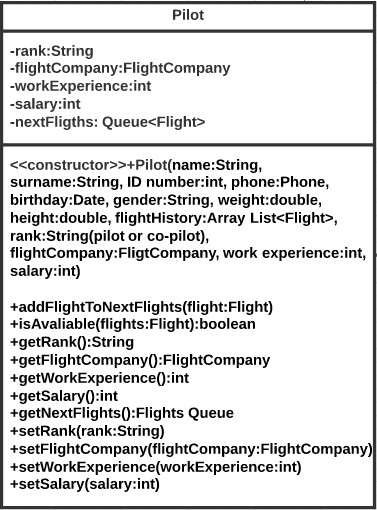 Pilot
-rank:String
-flightCompany:FlightCompany
-workExperience:int
-salary:int
-nextFligths: Queue<Flight>
<<constructor>>+Pilot(name:String,
surname:String, ID number:int, phone:Phone,
birthday:Date, gender:String, weight:double,
height:double, flightHistory:Array List<Flight>,
rank:String(pilot or co-pilot),
flightCompany:FligtCompany, work experience:int,
salary:int)
+addFlightToNextFlights(flight:Flight)
+isAvaliable(flights:Flight):boolean
+getRank():String
+getFlightCompany():FlightCompany
+getWorkExperience():int
+getSalary():int
+getNextFlights():Flights Queue
+setRank(rank:String)
+setFlightCompany(flightCompany:FlightCompany)
+setWorkExperience(workExperience:int)
+setSalary(salary:int)